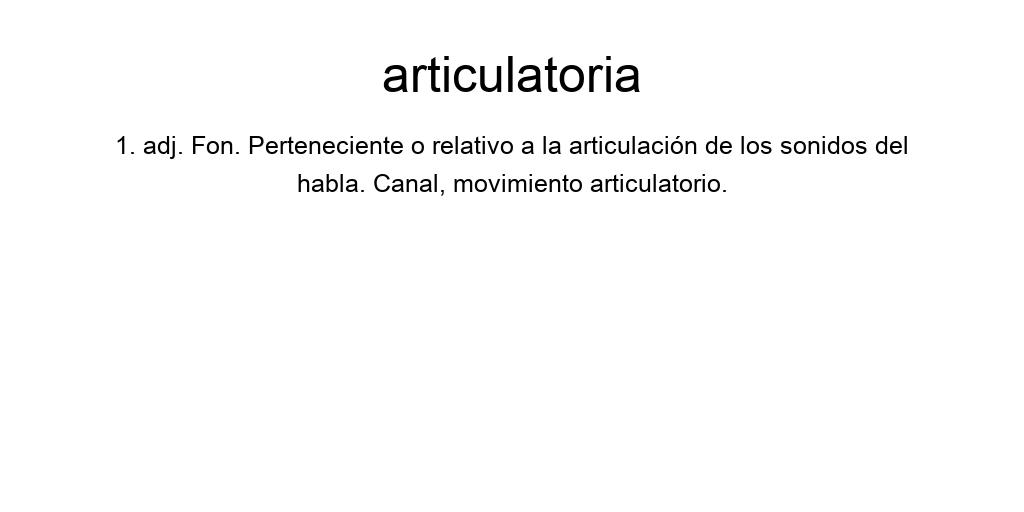 articulatoria
1. adj. Fon. Perteneciente o relativo a la articulación de los sonidos del
habla. Canal, movimiento articulatorio.